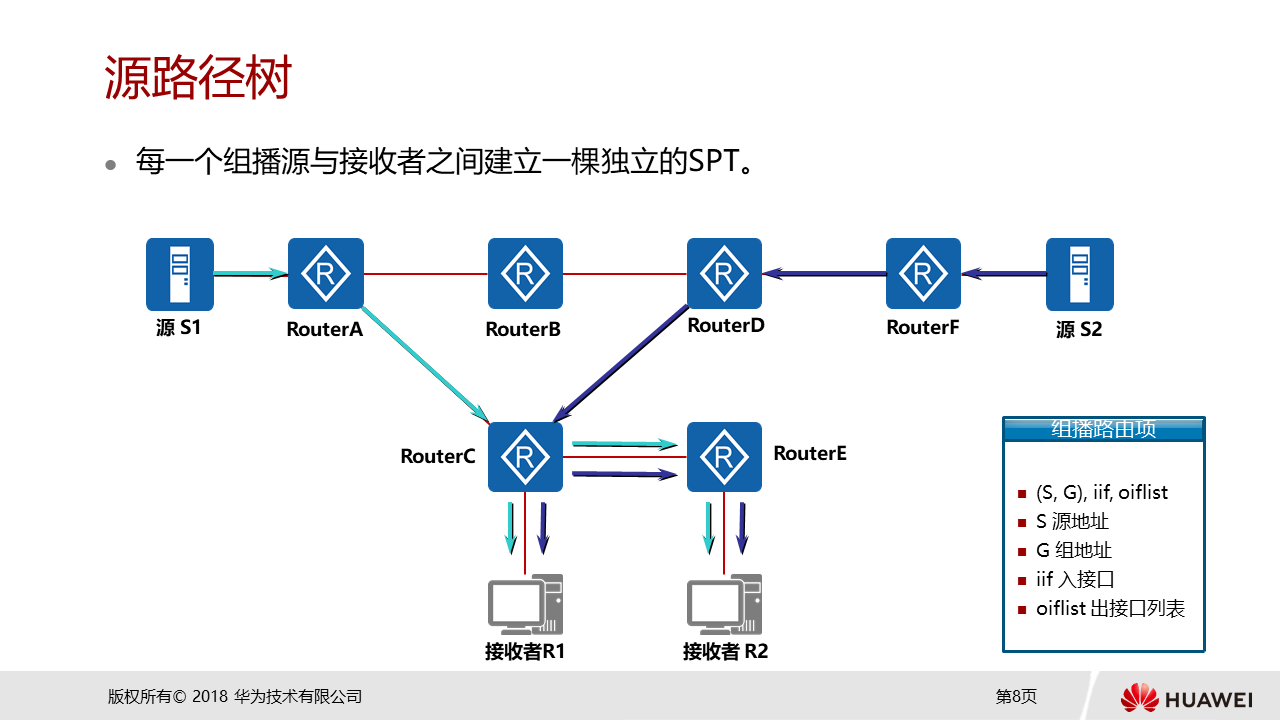 源路径树
每一个组播源与接收者之间建立一棵独立的SPT。
源 S1
RouterA
RouterB
RouterD
RouterF
源 S2
RouterC
RouterE
接收者R1
接收者 R2
组播路由项
(S, G), iif, oiflist
S 源地址
G 组地址
iif 入接口
oiflist 出接口列表
版权所有© 2018 华为技术有限公司
第8页
HUAWEI
R
R
R
R
R
R